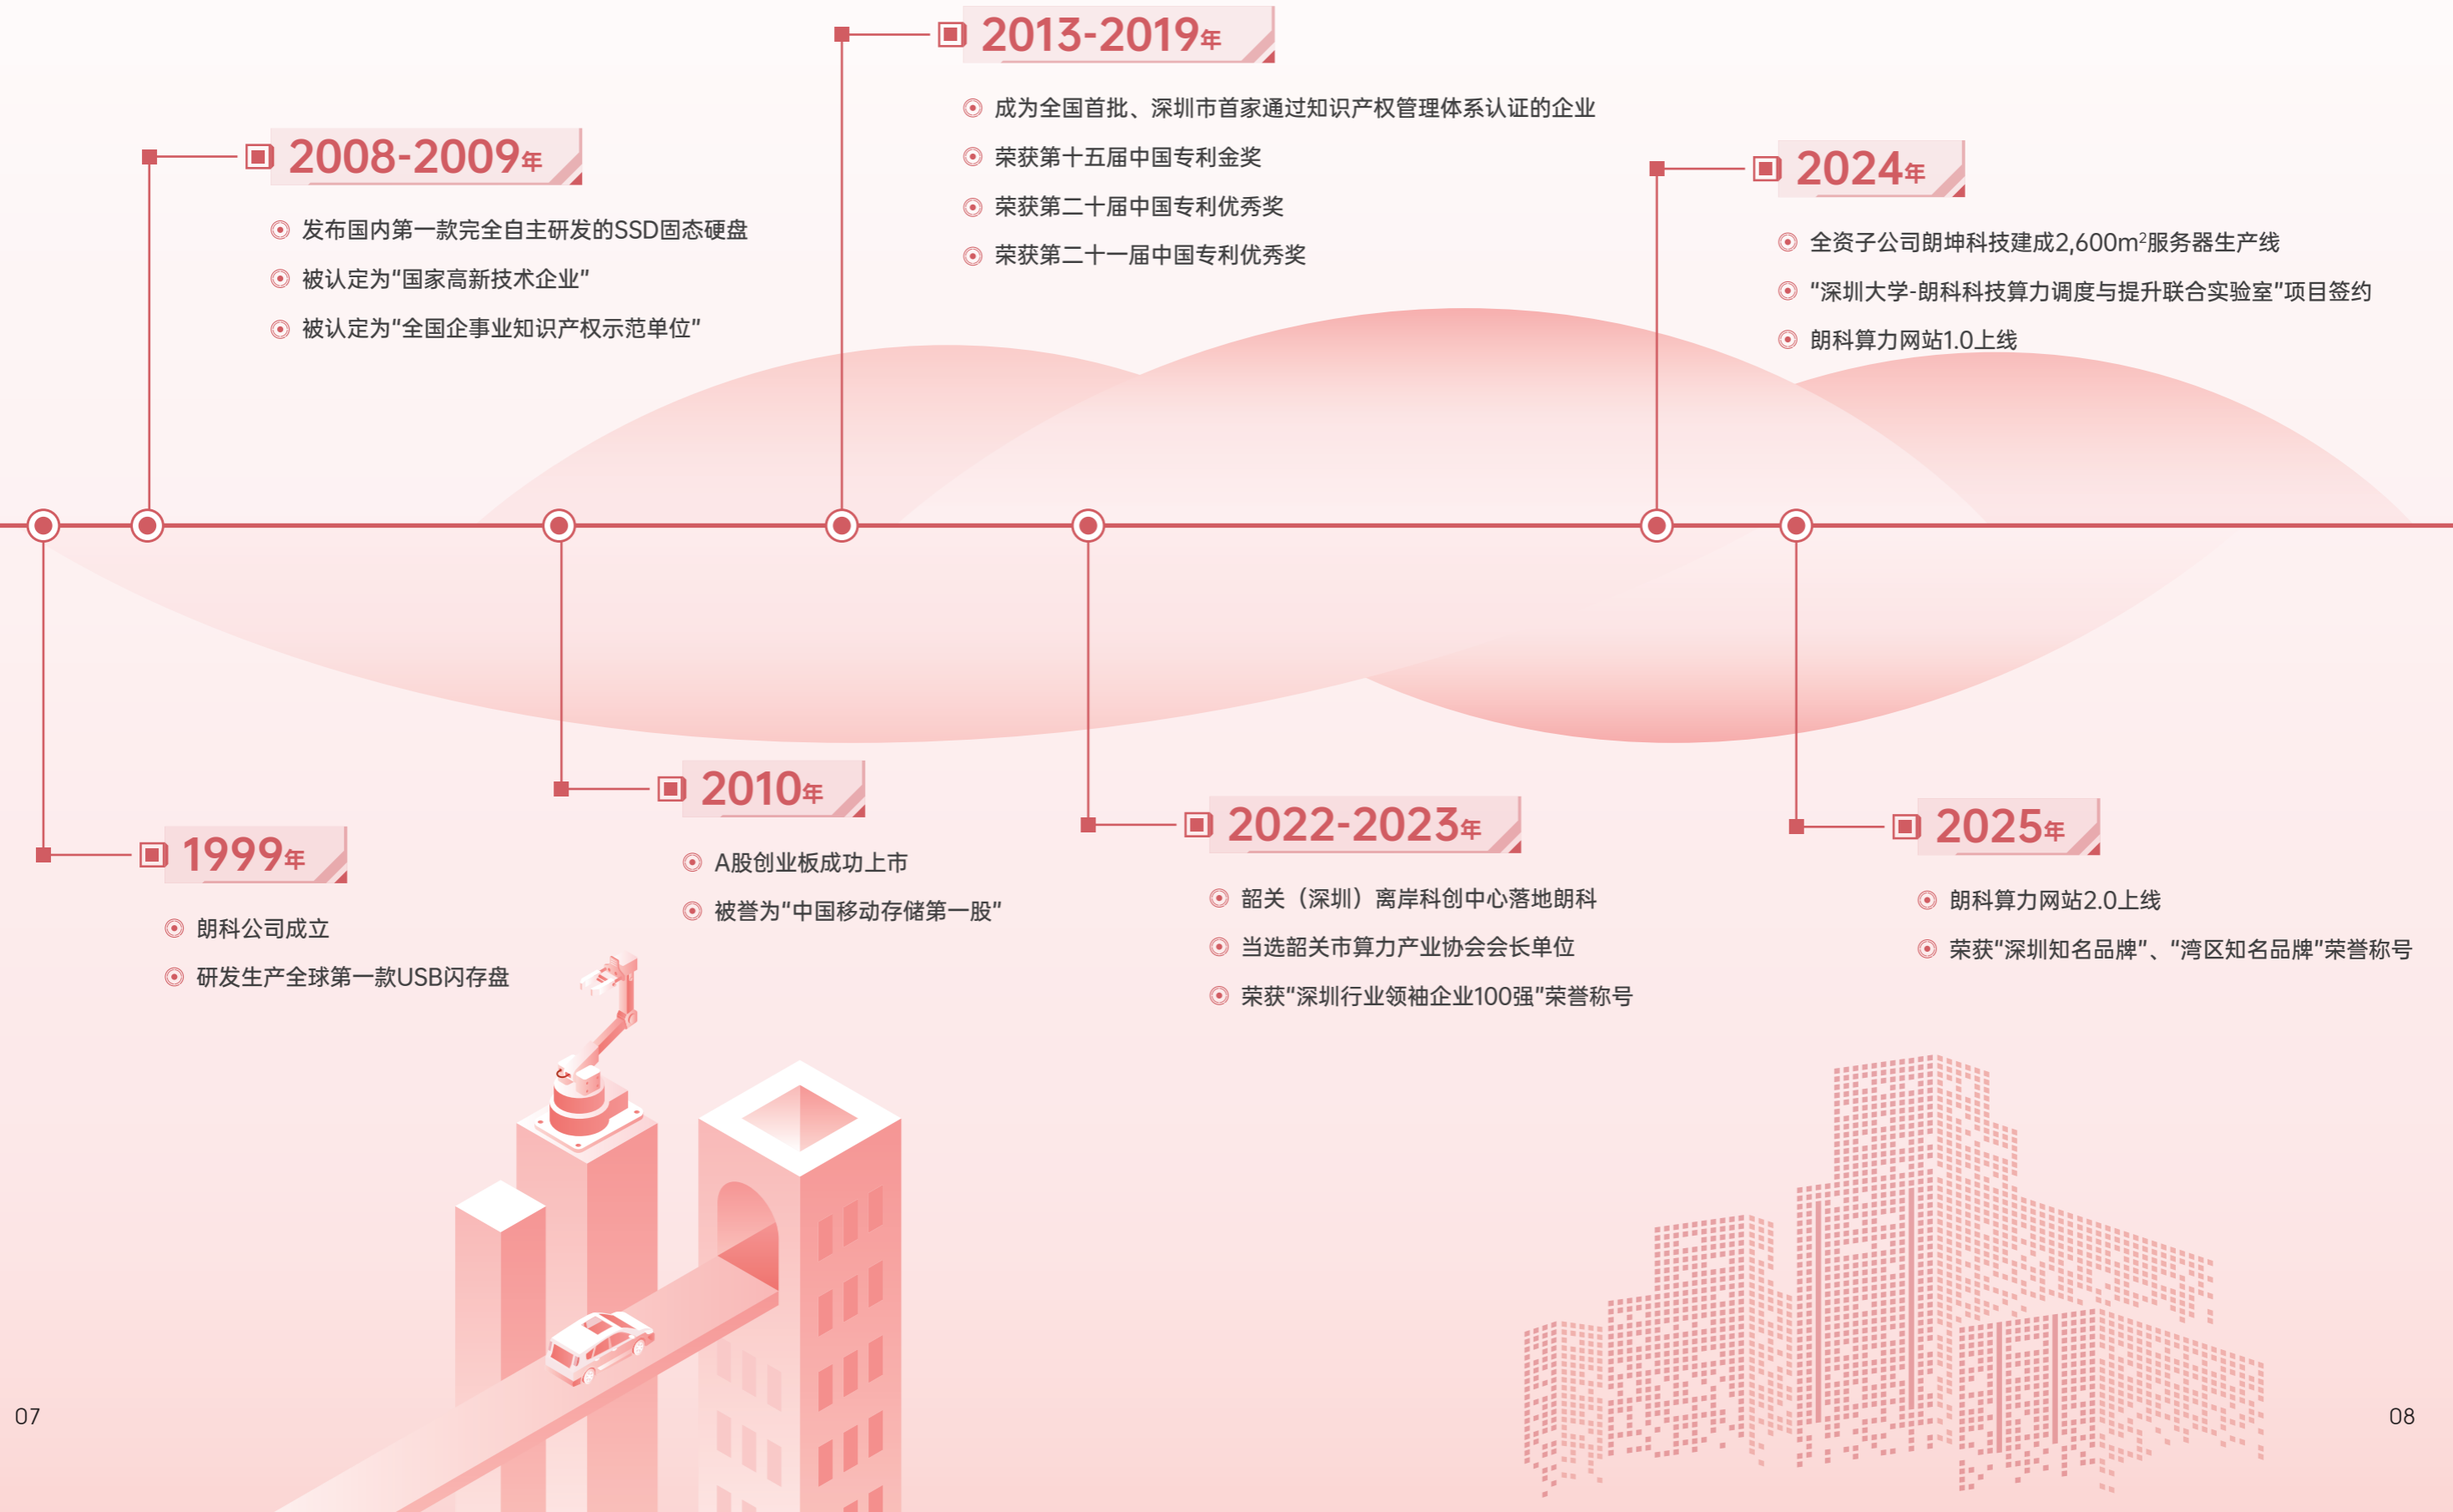 1999年
朗科公司成立
研发生产全球第一款USB闪存盘
2008-2009年
发布国内第一款完全自主研发的SSD固态硬盘
被认定为“国家高新技术企业”
被认定为“全国企事业知识产权示范单位”
2010年
A股创业板成功上市
被誉为“中国移动存储第一股”
2013-2019年
成为全国首批、深圳市首家通过知识产权管理体系认证的企业
荣获第十五届中国专利金奖
荣获第二十届中国专利优秀奖
荣获第二十一届中国专利优秀奖
2022-2023年
韶关（深圳）离岸科创中心落地朗科
当选韶关市算力产业协会会长单位
荣获“深圳行业领袖企业100强”荣誉称号
2024年
全资子公司朗坤科技建成2,600m²服务器生产线
“深圳大学-朗科科技算力调度与提升联合实验室”项目签约
朗科算力网站1.0上线
2025年
朗科算力网站2.0上线
荣获“深圳知名品牌”、“湾区知名品牌”荣誉称号
07
08